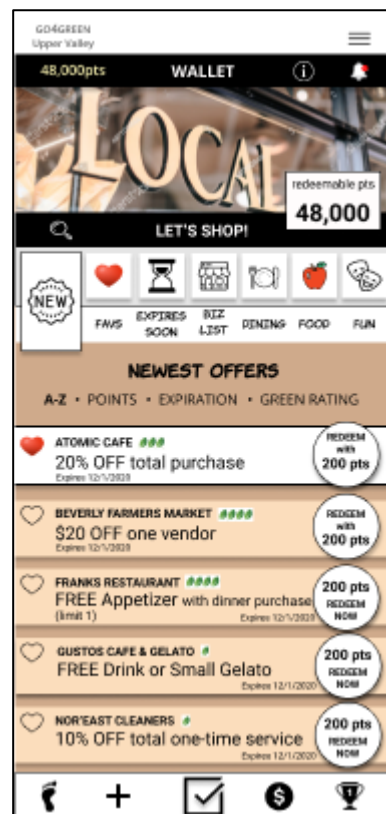 GO4GREEN
Upper Valley
48,000pts WALLET
LOCAL
redeemable pts
48,000
LET'S SHOP!
NEW
FAVS
EXPIRES
SOON
BIZ
LIST
DINING
FOOD
FUN
NEWEST OFFERS
A-Z • POINTS • EXPIRATION • GREEN RATING
ATOMIC CAFE
20% OFF total purchase
Expires 12/1/2020
REDEEM
with
200 pts
BEVERLY FARMERS MARKET
$20 OFF one vendor
Expires 12/1/2020
REDEEM
with
200 pts
FRANKS RESTAURANT
FREE Appetizer with dinner purchase
(limit 1)
Expires 12/1/2020
200 pts
REDEEM
NOW
GUSTOS CAFE & GELATO
FREE Drink or Small Gelato
Expires 12/1/2020
200 pts
REDEEM
NOW
NOR'EAST CLEANERS
10% OFF total one-time service
Expires 12/1/2020
200 pts
REDEEM
NOW